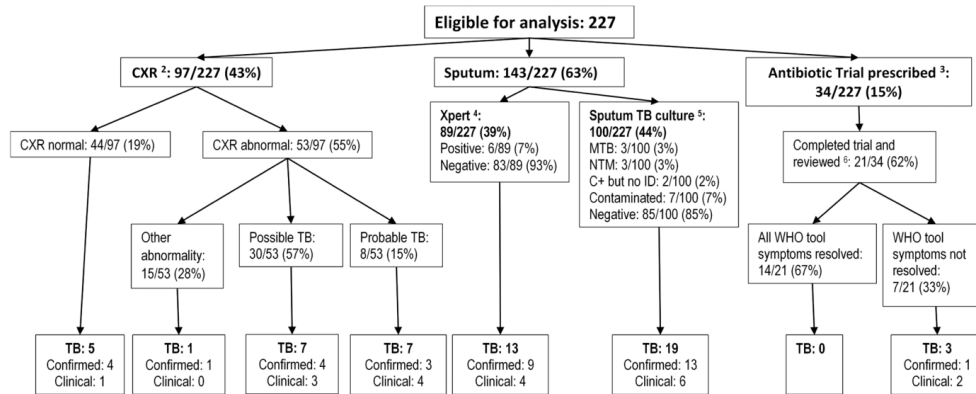 Eligible for analysis: 227
CXR ²: 97/227 (43%)
Sputum: 143/227 (63%)
Antibiotic Trial prescribed ³:
34/227 (15%)
CXR normal: 44/97 (19%)
CXR abnormal: 53/97 (55%)
Xpert ⁴:
89/227 (39%)
Positive: 6/89 (7%)
Negative: 83/89 (93%)
Sputum TB culture ⁵:
100/227 (44%)
MTB: 3/100 (3%)
NTM: 3/100 (3%)
C+ but no ID: 2/100 (2%)
Contaminated: 7/100 (7%)
Negative: 85/100 (85%)
Completed trial and
reviewed ⁶: 21/34 (62%)
Other
abnormality:
15/53 (28%)
Possible TB:
30/53 (57%)
Probable TB:
8/53 (15%)
All WHO tool
symptoms resolved:
14/21 (67%)
WHO tool
symptoms not
resolved:
7/21 (33%)
TB: 5
Confirmed: 4
Clinical: 1
TB: 1
Confirmed: 1
Clinical: 0
TB: 7
Confirmed: 4
Clinical: 3
TB: 7
Confirmed: 3
Clinical: 4
TB: 13
Confirmed: 9
Clinical: 4
TB: 19
Confirmed: 13
Clinical: 6
TB: 0
TB: 3
Confirmed: 1
Clinical: 2